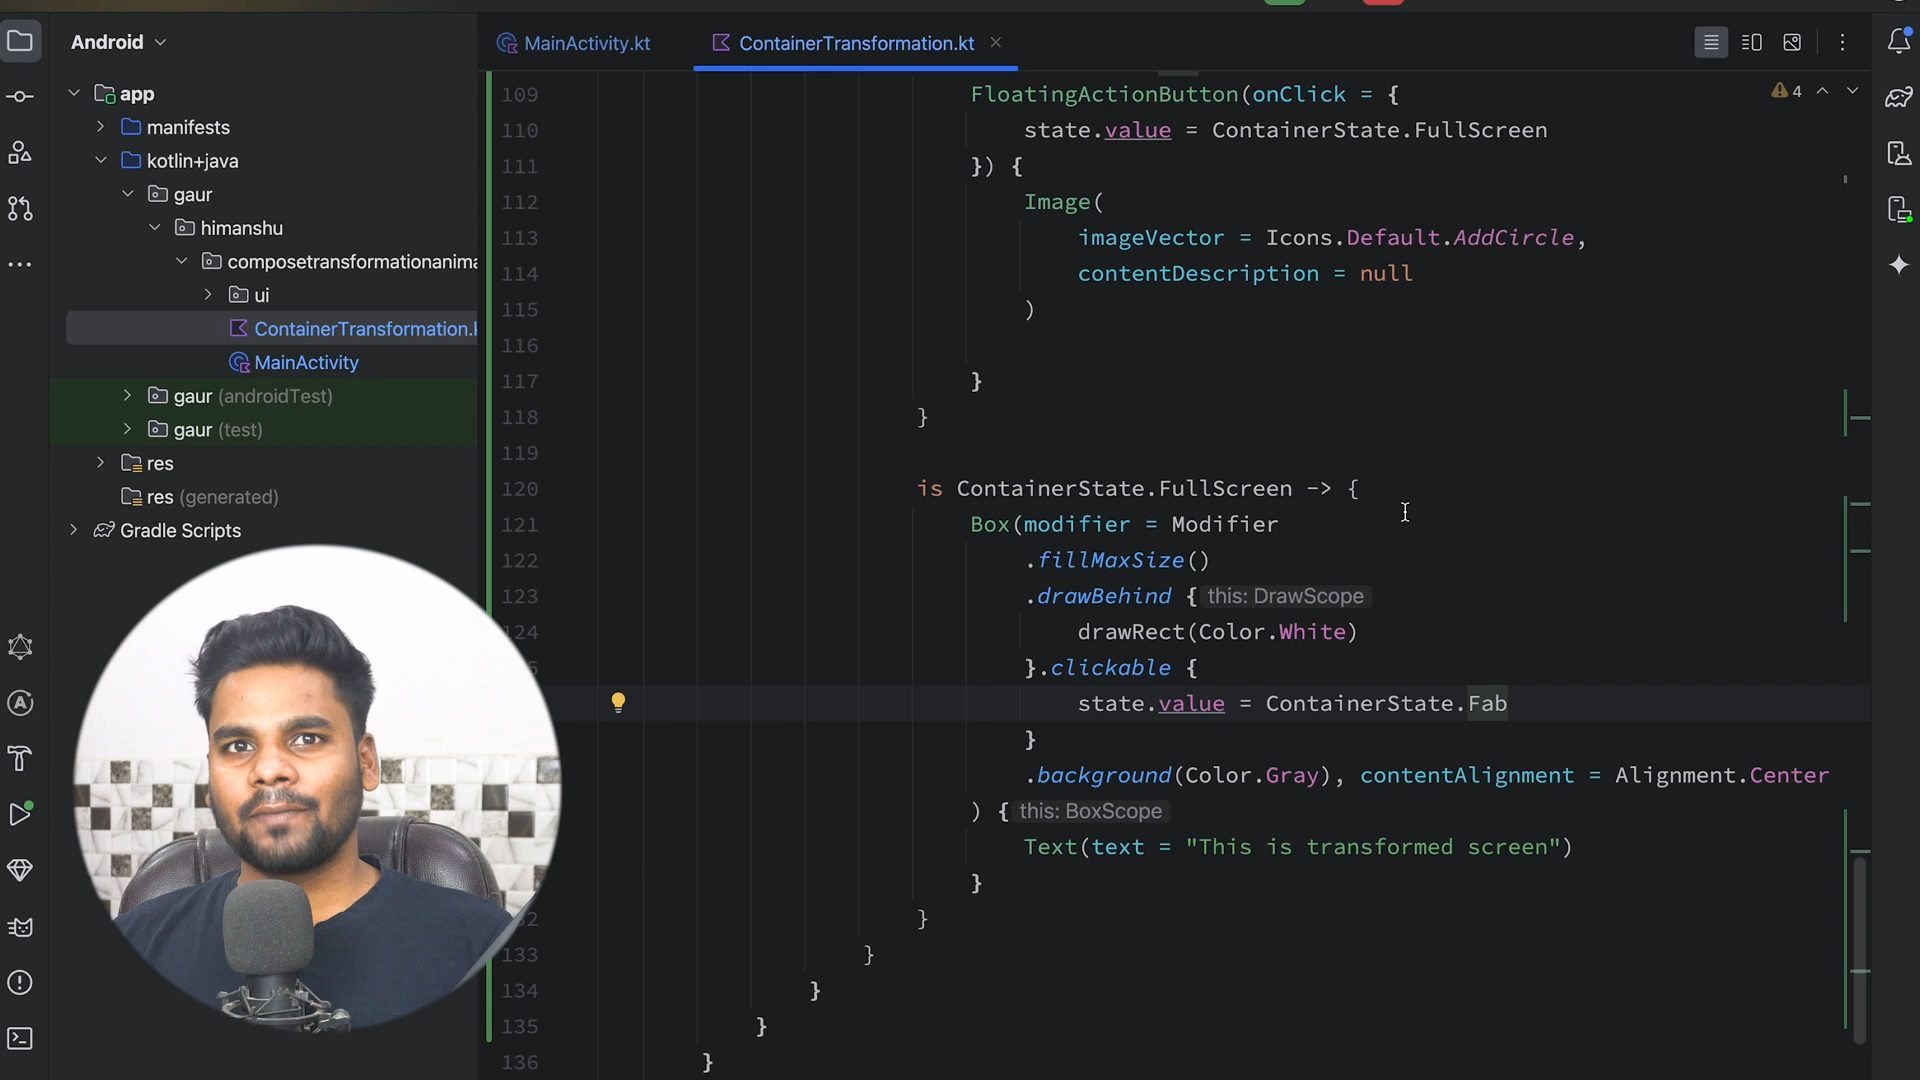 Android
MainActivity.kt
ContainerTransformation.kt
app
manifests
kotlin+java
gaur
himanshu
composetransformationanima
ui
ContainerTransformation.k
MainActivity
gaur (androidTest)
gaur (test)
res
res (generated)
Gradle Scripts
4
109 FloatingActionButton(onClick = {
110 state.value = ContainerState.FullScreen
111 }) {
112 Image(
113 imageVector = Icons.Default.AddCircle,
114 contentDescription = null
115 )
116
117 }
118 }
119
120 is ContainerState.FullScreen -> {
121 Box(modifier = Modifier
122 .fillMaxSize()
123 .drawBehind { this: DrawScope
24 drawRect(Color.White)
}.clickable {
state.value = ContainerState.Fab
}
.background(Color.Gray), contentAlignment = Alignment.Center
) { this: BoxScope
Text(text = "This is transformed screen")
}
32 }
133 }
134 }
135 }
136 }